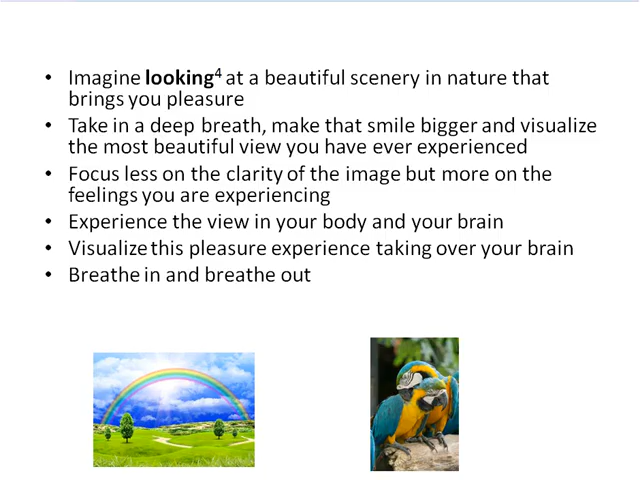 • Imagine looking4 at a beautiful scenery in nature that
brings you pleasure
• Take in a deep breath, make that smile bigger and visualize
the most beautiful view you have ever experienced
• Focus less on the clarity of the image but more on the
feelings you are experiencing
• Experience the view in your body and your brain
• Visualize this pleasure experience taking over your brain
• Breathe in and breathe out